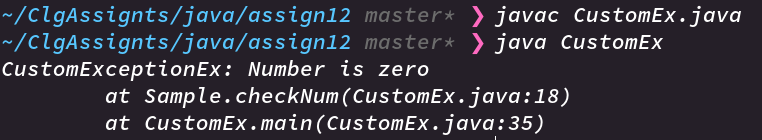 ~/ClgAssignts/java/assign12 master* ❯ javac CustomEx.java
~/ClgAssignts/java/assign12 master* ❯ java CustomEx
CustomExceptionEx: Number is zero
        at Sample.checkNum(CustomEx.java:18)
        at CustomEx.main(CustomEx.java:35)